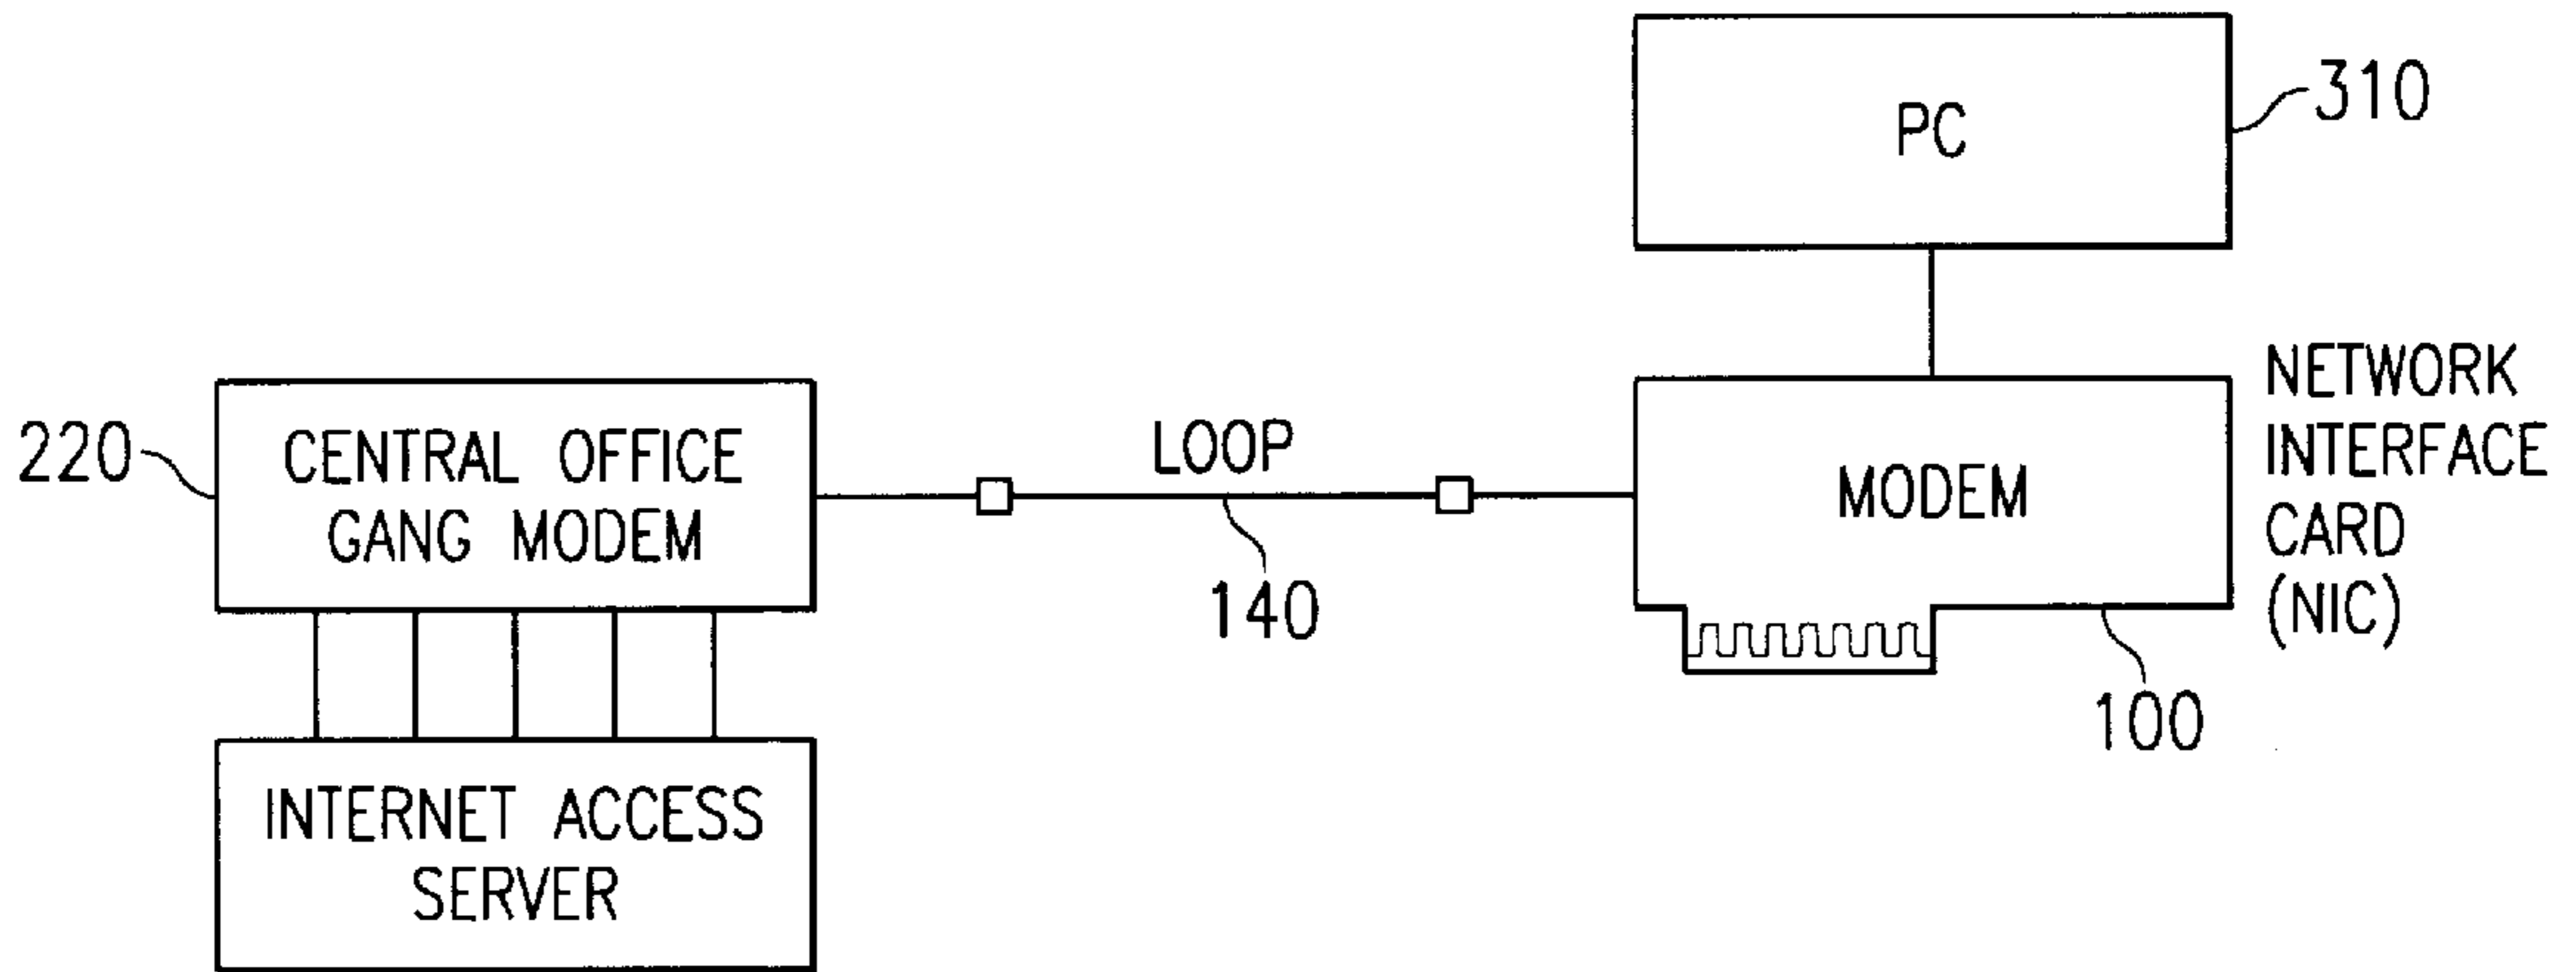 PC
310
220
CENTRAL OFFICE
GANG MODEM
LOOP
140
MODEM
NETWORK
INTERFACE
CARD
(NIC)
100
INTERNET ACCESS
SERVER